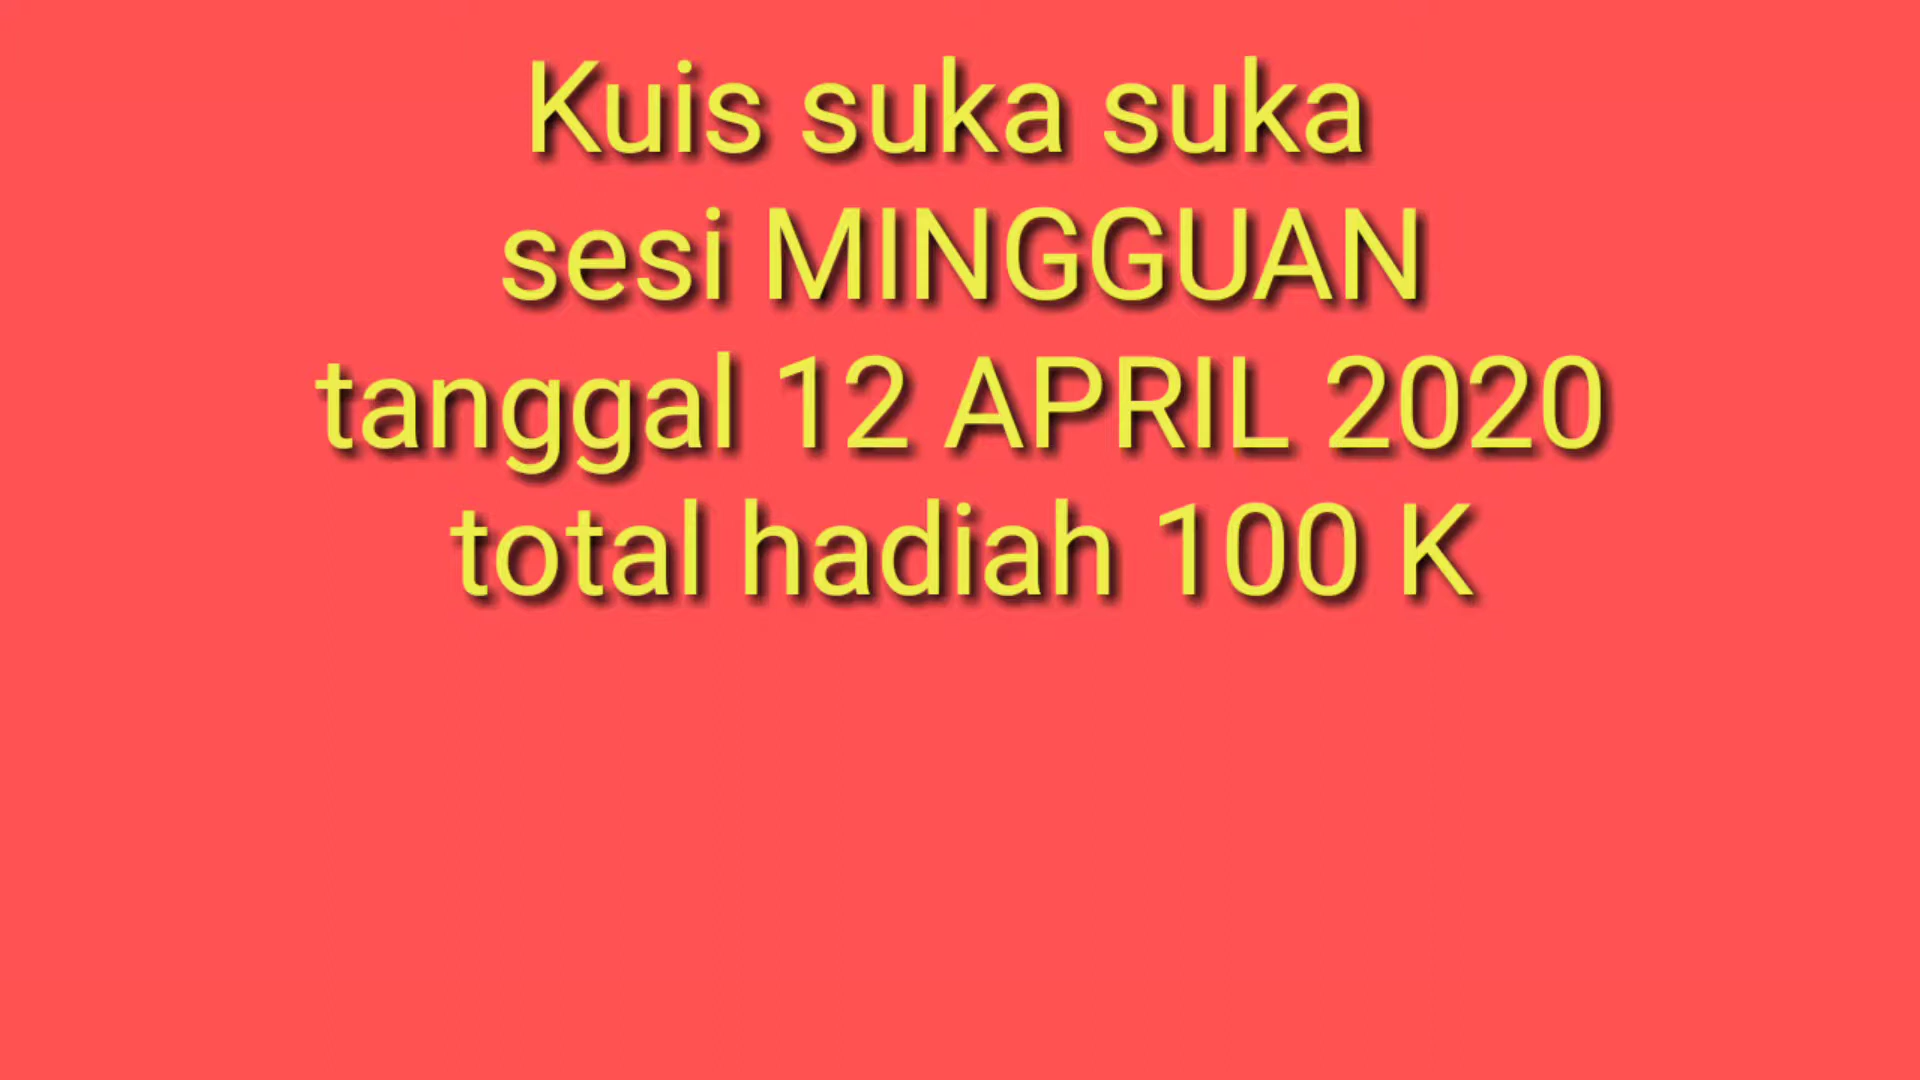 Kuis suka suka
sesi MINGGUAN
tanggal 12 APRIL 2020
total hadiah 100 K